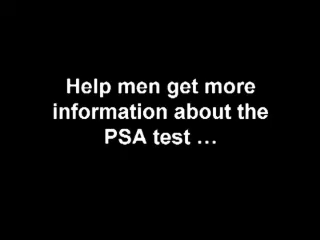 Help men get more
information about the
PSA test …